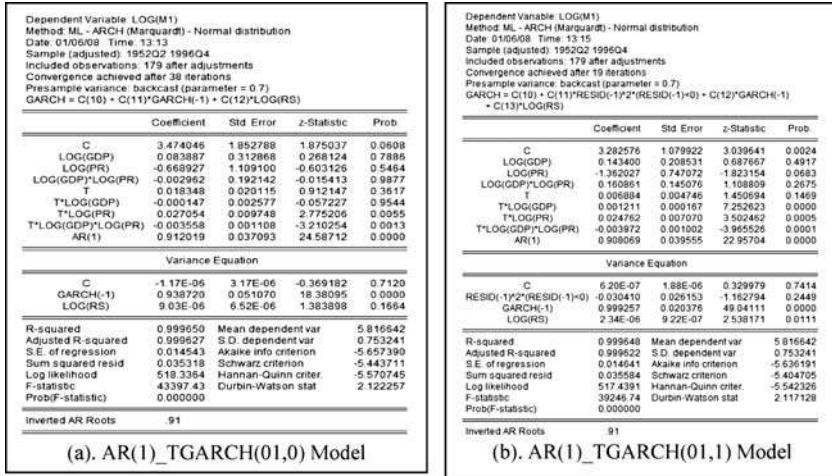 Dependent Variable: LOG(M1)
Method: ML - ARCH (Marquardt) - Normal distribution
Date: 01/06/08 Time: 13:13
Sample (adjusted): 1952Q2 1996Q4
Included observations: 179 after adjustments
Convergence achieved after 38 iterations
Presample variance: backcast (parameter = 0.7)
GARCH = C(10) + C(11)*GARCH(-1) + C(12)*LOG(RS)
Coefficient Std. Error z-Statistic Prob.
C 3.474046 1.852788 1.875037 0.0608
LOG(GDP) 0.083887 0.312868 0.268124 0.7886
LOG(PR) -0.668927 1.109100 -0.603126 0.5464
LOG(GDP)*LOG(PR) -0.002962 0.192142 -0.015413 0.9877
T 0.018348 0.020115 0.912147 0.3617
T*LOG(GDP) -0.000147 0.002577 -0.057227 0.9544
T*LOG(PR) 0.027054 0.009748 2.775206 0.0055
T*LOG(GDP)*LOG(PR) -0.003558 0.001108 -3.210254 0.0013
AR(1) 0.912019 0.037093 24.58712 0.0000
Variance Equation
C -1.17E-06 3.17E-06 -0.369182 0.7120
GARCH(-1) 0.938720 0.051070 18.38095 0.0000
LOG(RS) 9.03E-06 6.52E-06 1.383898 0.1664
R-squared 0.999650 Mean dependent var 5.816642
Adjusted R-squared 0.999627 S.D. dependent var 0.753241
S.E. of regression 0.014543 Akaike info criterion -5.657390
Sum squared resid 0.035318 Schwarz criterion -5.443711
Log likelihood 518.3364 Hannan-Quinn criter. -5.570745
F-statistic 43397.43 Durbin-Watson stat 2.122257
Prob(F-statistic) 0.000000
Inverted AR Roots .91
(a). AR(1)_TGARCH(01,0) Model
Dependent Variable: LOG(M1)
Method: ML - ARCH (Marquardt) - Normal distribution
Date: 01/06/08 Time: 13:15
Sample (adjusted): 1952Q2 1996Q4
Included observations: 179 after adjustments
Convergence achieved after 19 iterations
Presample variance: backcast (parameter = 0.7)
GARCH = C(10) + C(11)*RESID(-1)^2*(RESID(-1)<0) + C(12)*GARCH(-1)
+ C(13)*LOG(RS)
Coefficient Std. Error z-Statistic Prob.
C 3.282576 1.079922 3.039641 0.0024
LOG(GDP) 0.143400 0.208531 0.687667 0.4917
LOG(PR) -1.362027 0.747072 -1.823154 0.0683
LOG(GDP)*LOG(PR) 0.160861 0.145076 1.108809 0.2675
T 0.006884 0.004746 1.450694 0.1469
T*LOG(GDP) 0.001211 0.000167 7.252623 0.0000
T*LOG(PR) 0.024762 0.007070 3.502462 0.0005
T*LOG(GDP)*LOG(PR) -0.003972 0.001002 -3.965526 0.0001
AR(1) 0.908069 0.039555 22.95704 0.0000
Variance Equation
C 6.20E-07 1.88E-06 0.329979 0.7414
RESID(-1)^2*(RESID(-1)<0) -0.030410 0.026153 -1.162794 0.2449
GARCH(-1) 0.999257 0.020376 49.04111 0.0000
LOG(RS) 2.34E-06 9.22E-07 2.538171 0.0111
R-squared 0.999648 Mean dependent var 5.816642
Adjusted R-squared 0.999622 S.D. dependent var 0.753241
S.E. of regression 0.014641 Akaike info criterion -5.636191
Sum squared resid 0.035584 Schwarz criterion -5.404705
Log likelihood 517.4391 Hannan-Quinn criter. -5.542326
F-statistic 39246.74 Durbin-Watson stat 2.117128
Prob(F-statistic) 0.000000
Inverted AR Roots .91
(b). AR(1)_TGARCH(01,1) Model